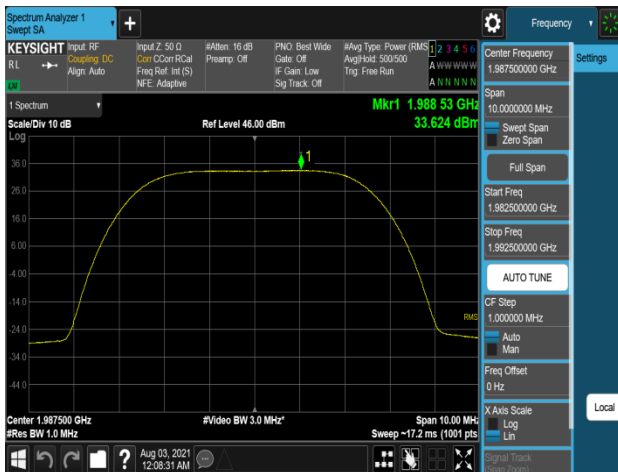 Spectrum Analyzer 1
Swept SA
Frequency
KEYSIGHT
R L
LXI
Input: RF
Coupling: DC
Align: Auto
Input Z: 50 Ω
Corr CCorr RCal
Freq Ref: Int (S)
NFE: Adaptive
#Atten: 16 dB
Preamp: Off
PNO: Best Wide
Gate: Off
IF Gain: Low
Sig Track: Off
#Avg Type: Power (RMS
Avg|Hold: 500/500
Trig: Free Run
1 2 3 4 5 6
A W W W W W
A N N N N N
1 Spectrum
Scale/Div 10 dB
Log
Ref Level 46.00 dBm
Mkr1 1.988 53 GHz
33.624 dBm
1
36.0
26.0
16.0
6.00
-4.00
-14.0
-24.0
-34.0
-44.0
RMS
Center 1.987500 GHz
#Res BW 1.0 MHz
#Video BW 3.0 MHz*
Span 10.00 MHz
Sweep ~17.2 ms (1001 pts)
Aug 03, 2021
12:08:31 AM
Center Frequency
1.987500000 GHz
Span
10.0000000 MHz
Swept Span
Zero Span
Full Span
Start Freq
1.982500000 GHz
Stop Freq
1.992500000 GHz
AUTO TUNE
CF Step
1.000000 MHz
Auto
Man
Freq Offset
0 Hz
X Axis Scale
Log
Lin
Signal Track
(Span Zoom)
Settings
Local